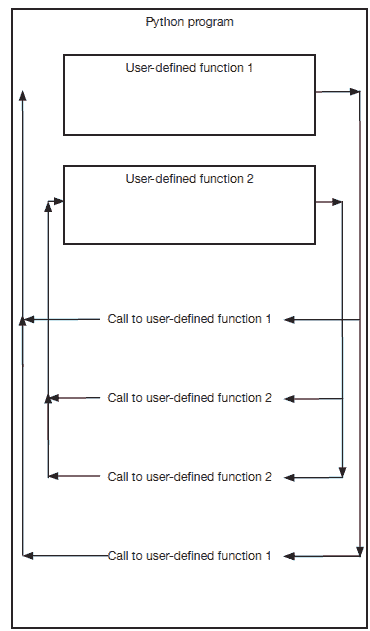 Python program
User-defined function 1
User-defined function 2
Call to user-defined function 1
Call to user-defined function 2
Call to user-defined function 2
Call to user-defined function 1